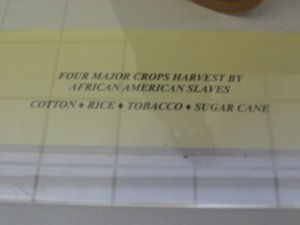 FOUR MAJOR CROPS HARVEST BY
AFRICAN AMERICAN SLAVES
COTTON ♦ RICE ♦ TOBACCO ♦ SUGAR CANE